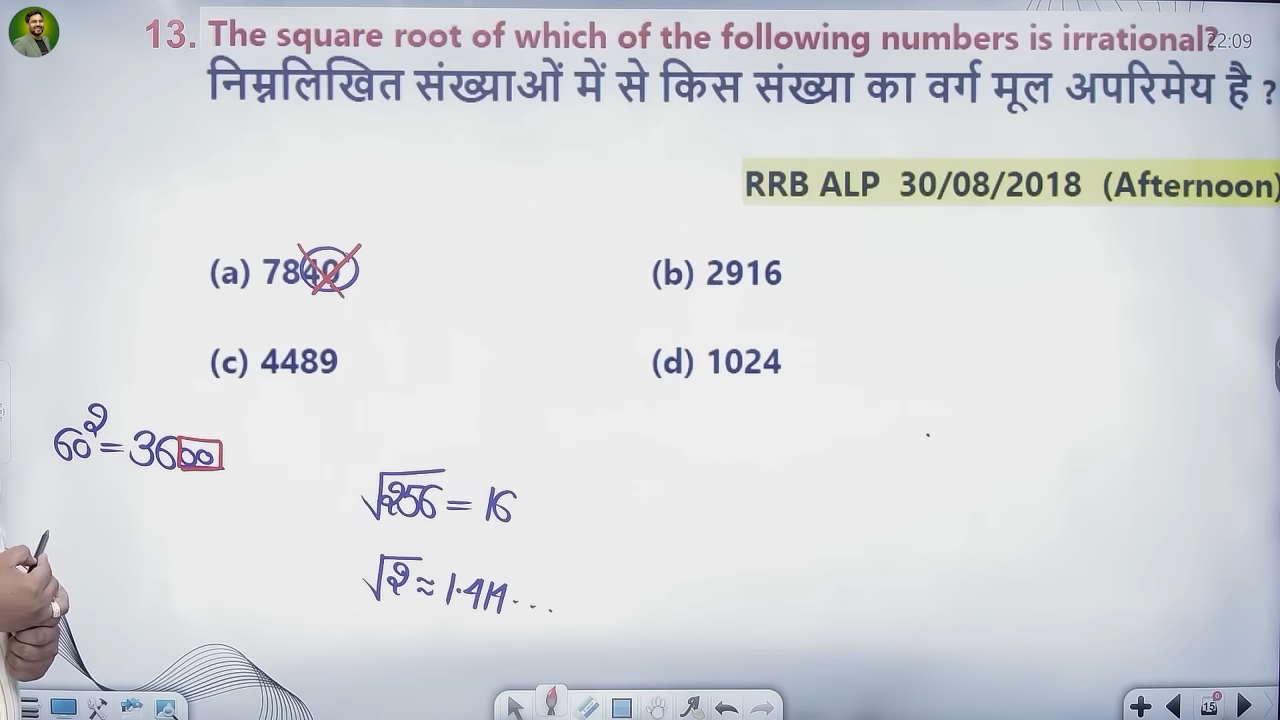 13. The square root of which of the following numbers is irrational?
22:09
निम्नलिखित संख्याओं में से किस संख्या का वर्ग मूल अपरिमेय है ?
RRB ALP 30/08/2018 (Afternoon)
(a) 7840 (b) 2916
(c) 4489 (d) 1024
60² = 3600
√256 = 16
√2 ≈ 1.414...
15